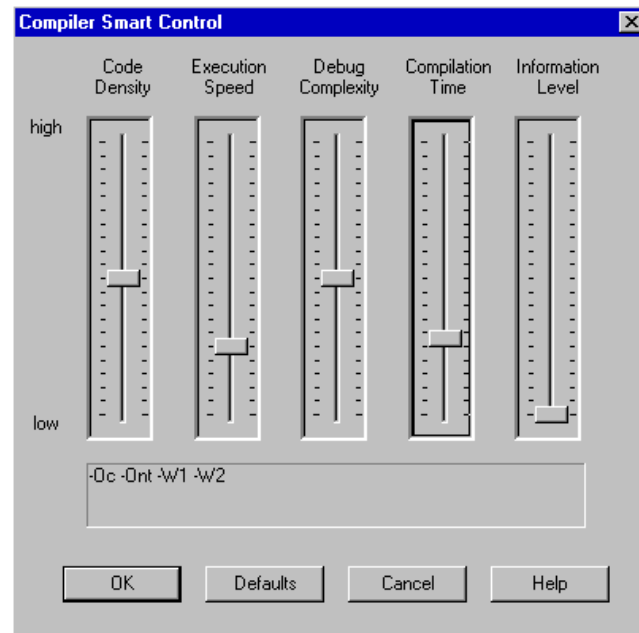 Compiler Smart Control
Code Density
Execution Speed
Debug Complexity
Compilation Time
Information Level
high
low
-Oc -Ont -W1 -W2
OK
Defaults
Cancel
Help